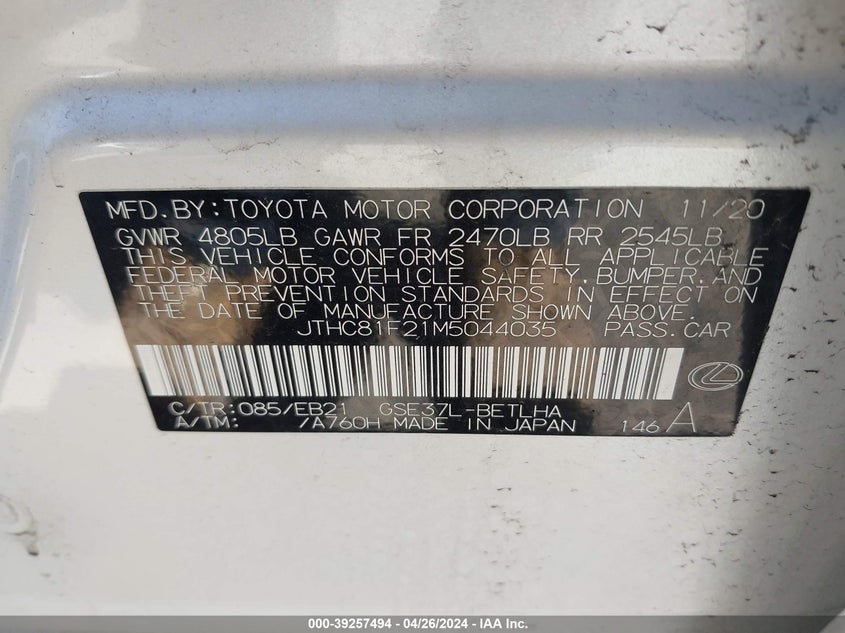 MFD.BY:TOYOTA MOTOR CORPORATION 11/20
GVWR 4805LB GAWR FR 2470LB RR 2545LB
THIS VEHICLE CONFORMS TO ALL APPLICABLE
FEDERAL MOTOR VEHICLE SAFETY, BUMPER, AND
THEFT PREVENTION STANDARDS IN EFFECT ON
THE DATE OF MANUFACTURE SHOWN ABOVE.
JTHC81F21M5044035 PASS.CAR
C/TR:085/EB21 GSE37L-BETLHA
A/TM: /A760H MADE IN JAPAN 146 A
000-39257494 - 04/26/2024 - IAA Inc.